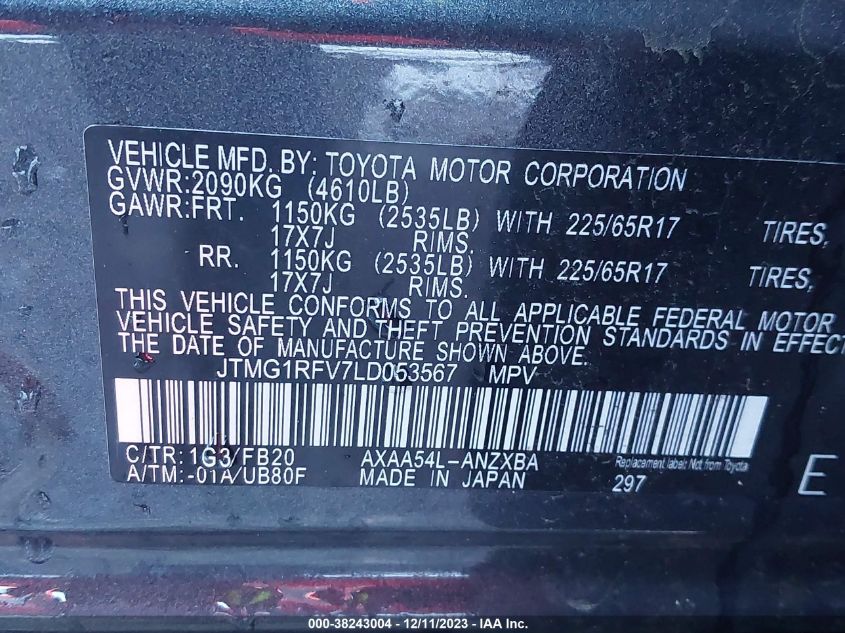 VEHICLE MFD. BY: TOYOTA MOTOR CORPORATION
GVWR:2090KG (4610LB)
GAWR:FRT. 1150KG (2535LB) WITH 225/65R17 TIRES,
17X7J RIMS.
RR. 1150KG (2535LB) WITH 225/65R17 TIRES,
17X7J RIMS.
THIS VEHICLE CONFORMS TO ALL APPLICABLE FEDERAL MOTOR
VEHICLE SAFETY AND THEFT PREVENTION STANDARDS IN EFFECT
THE DATE OF MANUFACTURE SHOWN ABOVE.
JTMG1RFV7LD053567 MPV
C/TR: 1G3/FB20 AXAA54L-ANZXBA Replacement label: Not from Toyota
A/TM:-01A/UB80F MADE IN JAPAN 297 E
000-38243004 - 12/11/2023 - IAAI.COM